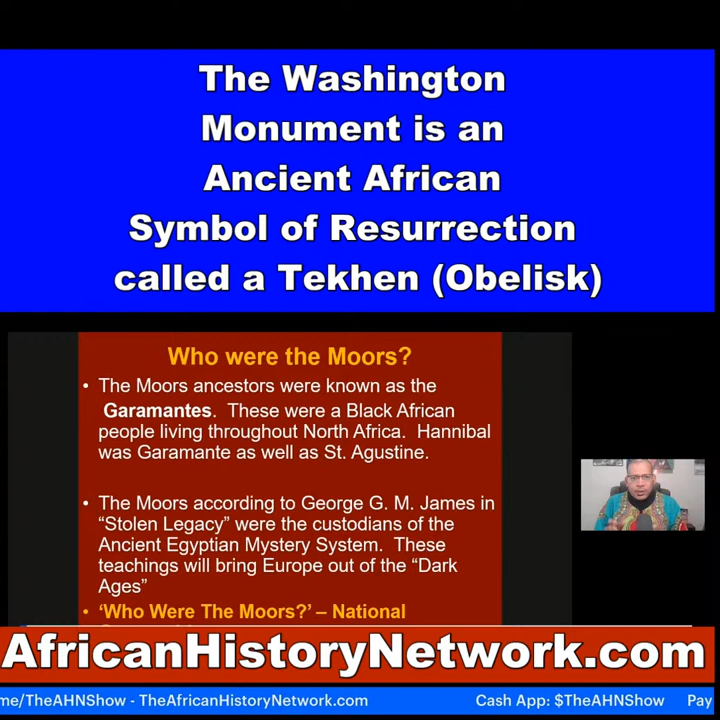 The Washington
Monument is an
Ancient African
Symbol of Resurrection
called a Tekhen (Obelisk)
Who were the Moors?
• The Moors ancestors were known as the
Garamantes. These were a Black African
people living throughout North Africa. Hannibal
was Garamante as well as St. Agustine.
• The Moors according to George G. M. James in
“Stolen Legacy” were the custodians of the
Ancient Egyptian Mystery System. These
teachings will bring Europe out of the “Dark
Ages”
• ‘Who Were The Moors?’ – National
AfricanHistoryNetwork.com
me/TheAHNShow - TheAfricanHistoryNetwork.com Cash App: $TheAHNShow Pay